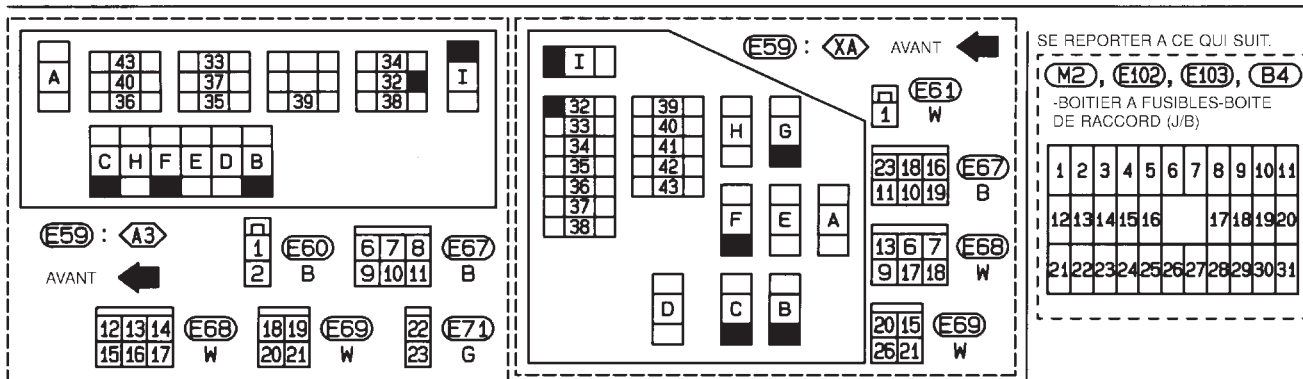 A
43
40
36
33
37
35
39
34
32
38
I
C H F E D B
E59 : A3
AVANT
1
2
E60
B
6 7 8
9 10 11
E67
B
12 13 14
15 16 17
E68
W
18 19
20 21
E69
W
22
23
E71
G
I
E59 : XA AVANT
32
33
34
35
36
37
38
39
40
41
42
43
H
G
F
E
A
D
C
B
1
E61
W
23 18 16
11 10 19
E67
B
13 6 7
9 17 18
E68
W
20 15
26 21
E69
W
SE REPORTER A CE QUI SUIT.
M2, E102, E103, B4
-BOITIER A FUSIBLES-BOITE
DE RACCORD (J/B)
1 2 3 4 5 6 7 8 9 10 11
12 13 14 15 16 17 18 19 20
21 22 23 24 25 26 27 28 29 30 31